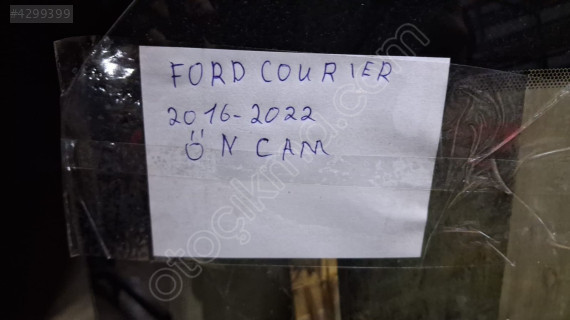 #4299399
FORD COURIER
2016-2022
ÖN CAM
otoçıkma.com